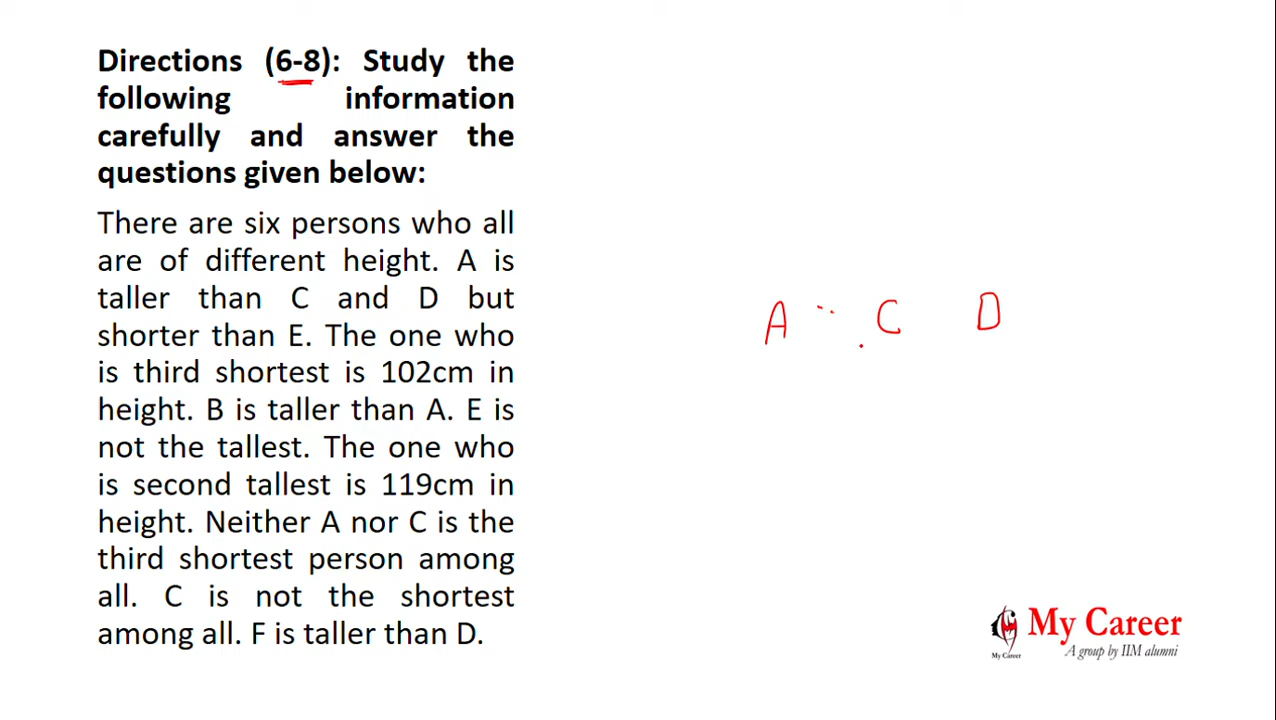 Directions (6-8): Study the
following information
carefully and answer the
questions given below:
There are six persons who all
are of different height. A is
taller than C and D but
shorter than E. The one who
is third shortest is 102cm in
height. B is taller than A. E is
not the tallest. The one who
is second tallest is 119cm in
height. Neither A nor C is the
third shortest person among
all. C is not the shortest
among all. F is taller than D.
A C D
My Career
A group by IIM alumni
My Career